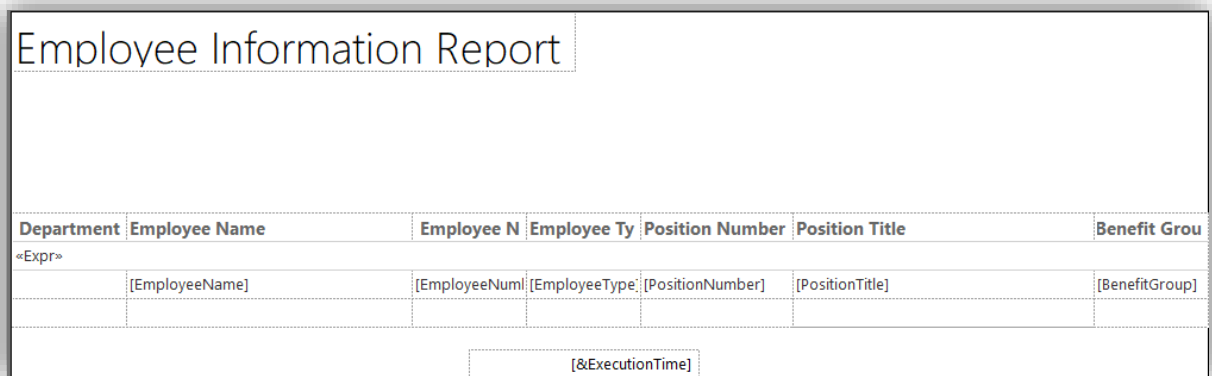 Employee Information Report
Department Employee Name Employee N Employee Ty Position Number Position Title Benefit Grou
«Expr»
[EmployeeName] [EmployeeNuml [EmployeeType] [PositionNumber] [PositionTitle] [BenefitGroup]
[&ExecutionTime]